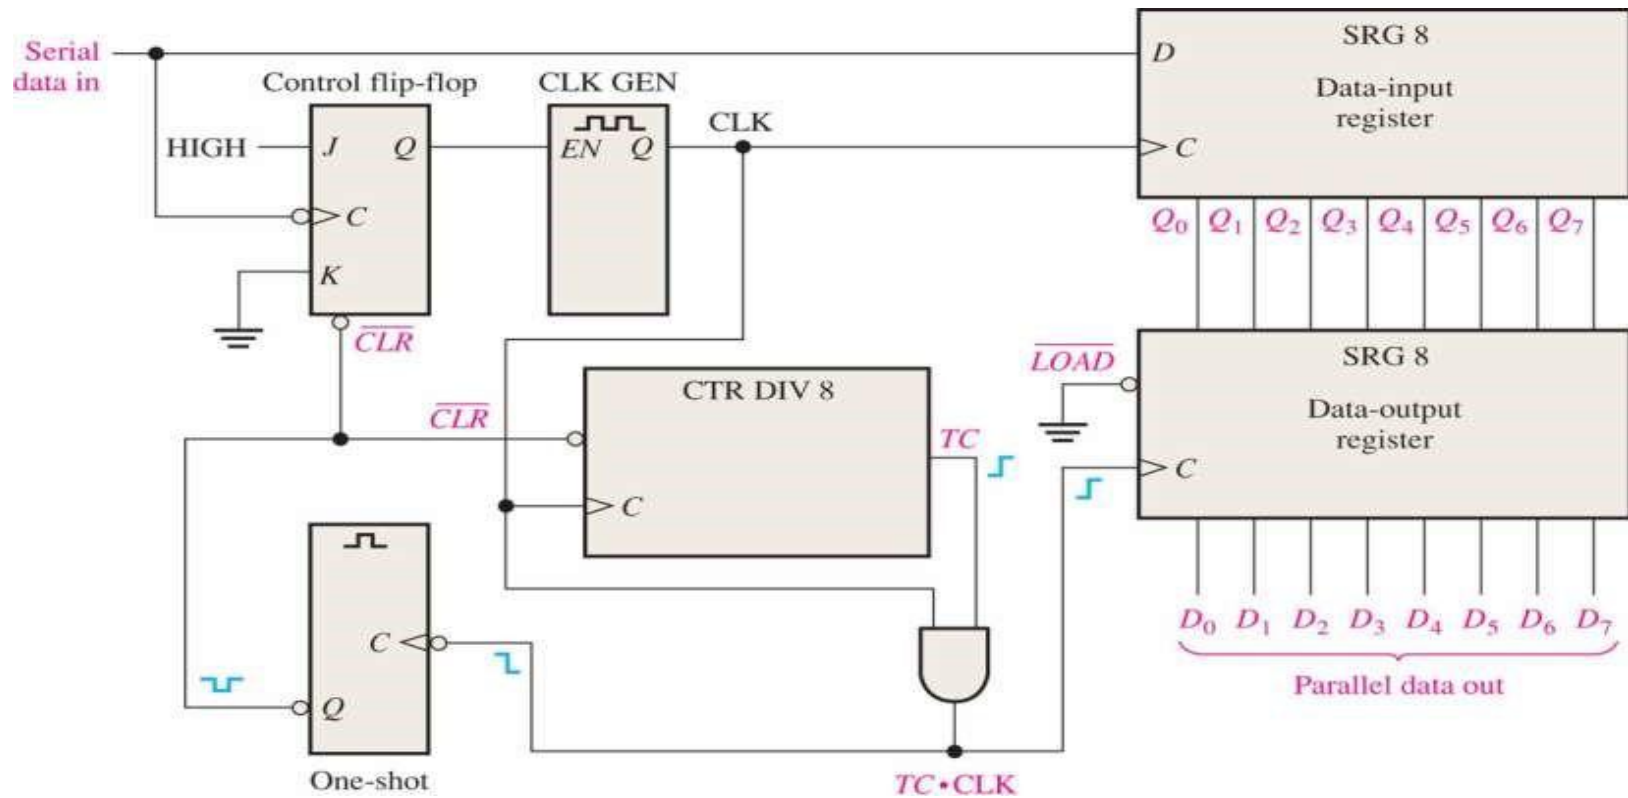 Serial
data in
Control flip-flop
CLK GEN
HIGH
J
Q
C
K
CLR̅
EN
Q
CLK
SRG 8
D
Data-input
register
C
Q₀ Q₁ Q₂ Q₃ Q₄ Q₅ Q₆ Q₇
CLR̅
CTR DIV 8
TC
C
LOAD̅
SRG 8
Data-output
register
C
C
Q
One-shot
TC•CLK
D₀ D₁ D₂ D₃ D₄ D₅ D₆ D₇
Parallel data out